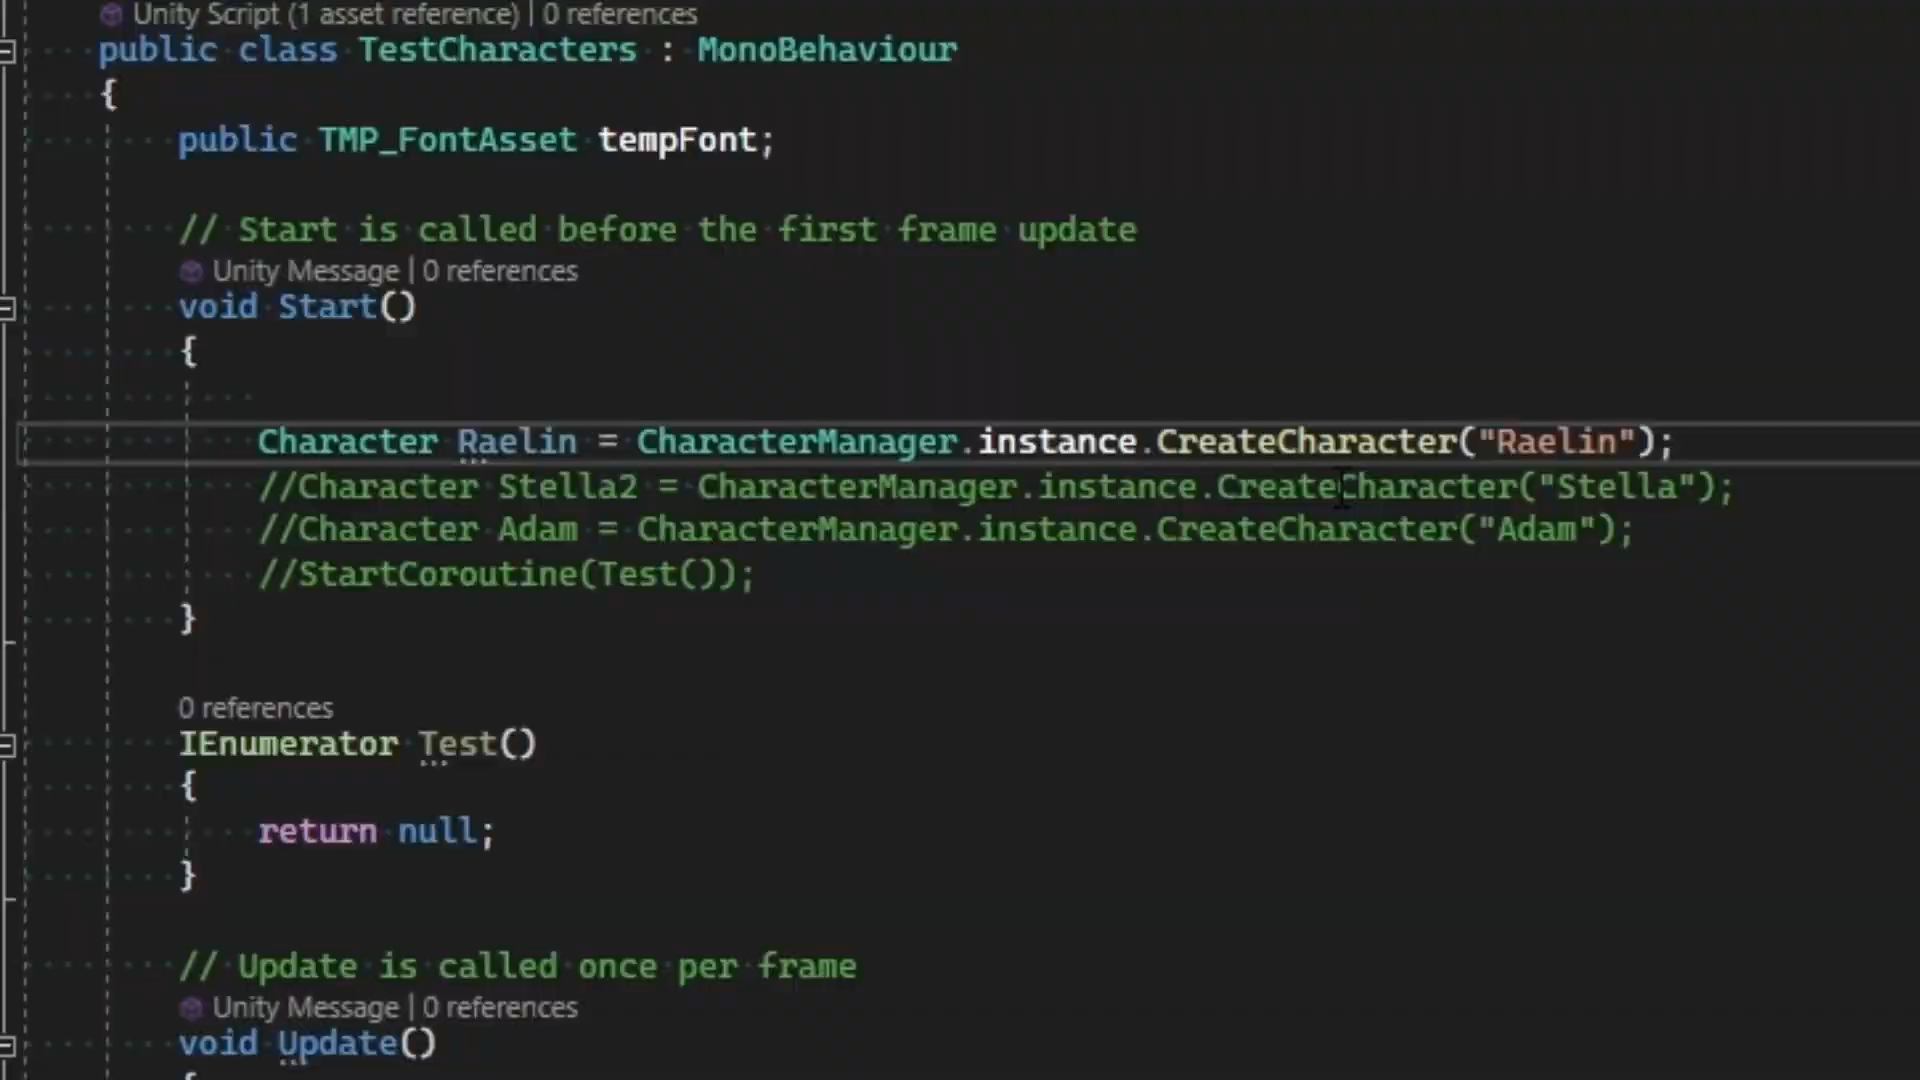 Unity Script (1 asset reference) | 0 references
public class TestCharacters : MonoBehaviour
{
public TMP_FontAsset tempFont;
// Start is called before the first frame update
Unity Message | 0 references
void Start()
{
Character Raelin = CharacterManager.instance.CreateCharacter("Raelin");
//Character Stella2 = CharacterManager.instance.CreateCharacter("Stella");
//Character Adam = CharacterManager.instance.CreateCharacter("Adam");
//StartCoroutine(Test());
}
0 references
IEnumerator Test()
{
return null;
}
// Update is called once per frame
Unity Message | 0 references
void Update()
{